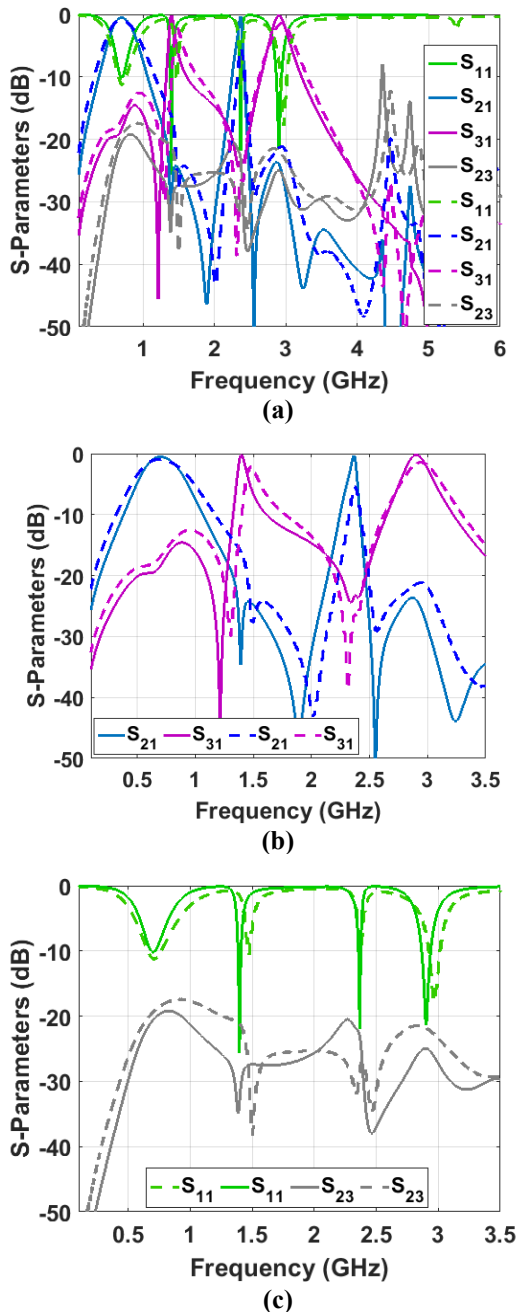 0
-10
-20
-30
-40
-50
S-Parameters (dB)
S11
S21
S31
S23
S11
S21
S31
S23
1 2 3 4 5 6
Frequency (GHz)
(a)
0
-10
-20
-30
-40
-50
S-Parameters (dB)
S21 S31 S21 S31
0.5 1 1.5 2 2.5 3 3.5
Frequency (GHz)
(b)
0
-10
-20
-30
-40
-50
S-Parameters (dB)
S11 S11 S23 S23
0.5 1 1.5 2 2.5 3 3.5
Frequency (GHz)
(c)